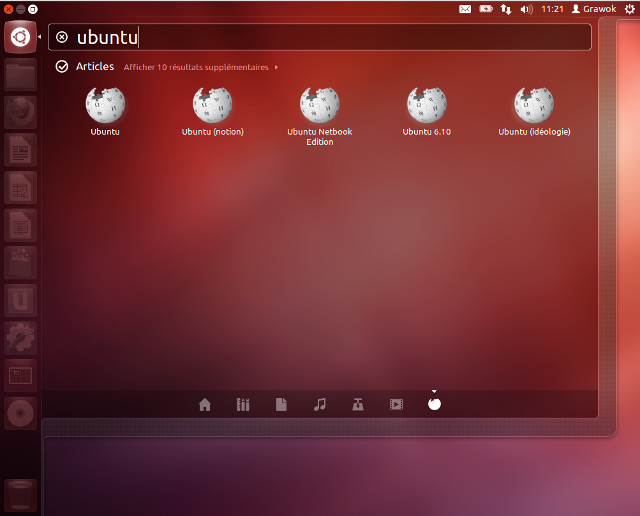 11:21 Grawok
ubuntu
Articles Afficher 10 résultats supplémentaires
Ubuntu
Ubuntu (notion)
Ubuntu Netbook
Edition
Ubuntu 6.10
Ubuntu (idéologie)